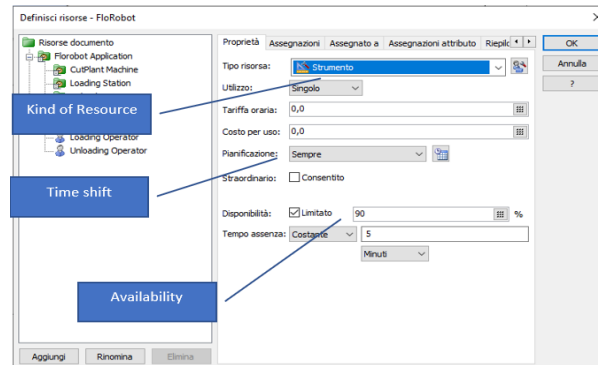 Definisci risorse - FloRobot
Risorse documento
Florobot Application
CutPlant Machine
Loading Station
Loading Operator
Unloading Operator
Aggiungi
Rinomina
Elimina
Proprietà
Assegnazioni
Assegnato a
Assegnazioni attributo
Riepilo
Tipo risorsa:
Strumento
Utilizzo:
Singolo
Tariffa oraria:
0,0
Costo per uso:
0,0
Pianificazione:
Sempre
Straordinario:
Consentito
Disponibilità:
Limitato
90
%
Tempo assenza:
Costante
5
Minuti
OK
Annulla
?
Kind of Resource
Time shift
Availability